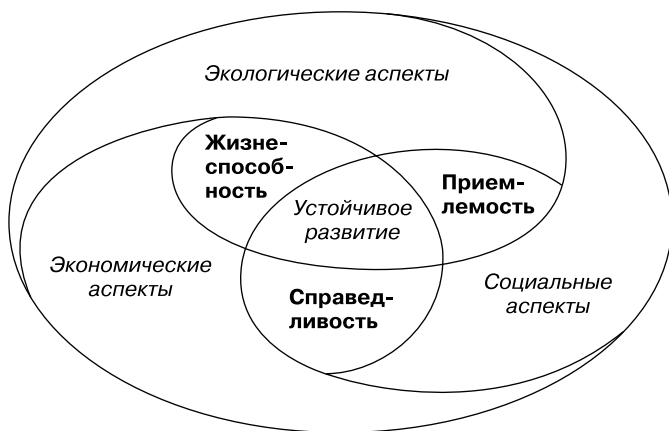 Экологические аспекты
Жизне-
способ-
ность
Прием-
лемость
Устойчивое
развитие
Экономические
аспекты
Справед-
ливость
Социальные
аспекты